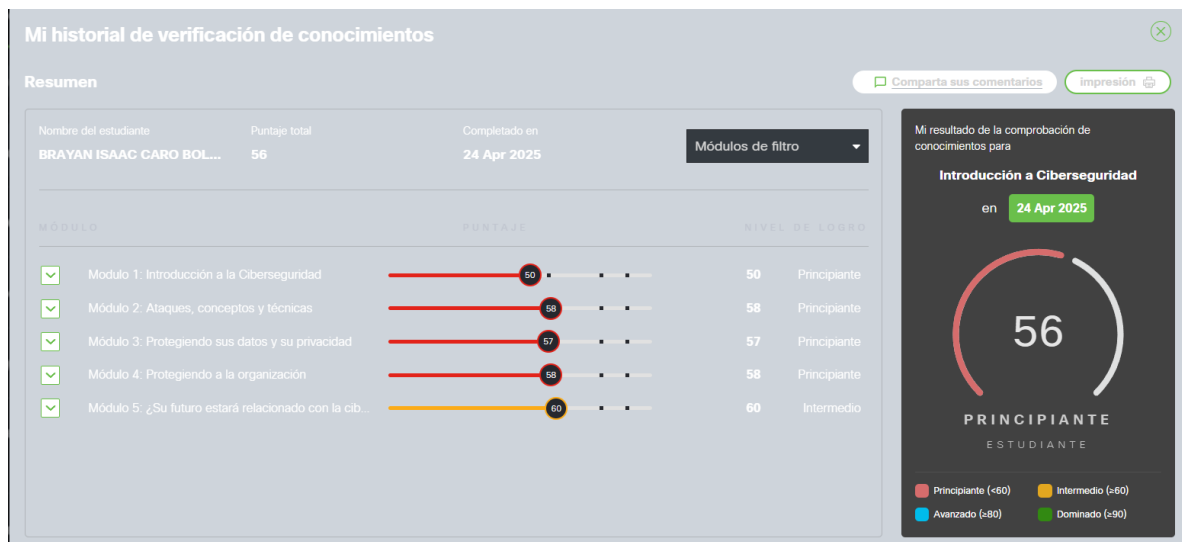 Mi historial de verificación de conocimientos
Resumen
Comparta sus comentarios
impresión
Nombre del estudiante Puntaje total Completado en
BRAYAN ISAAC CARO BOL... 56 24 Apr 2025
Módulos de filtro
MÓDULO PUNTAJE NIVEL DE LOGRO
Modulo 1: Introducción a la Ciberseguridad 50 50 Principiante
Módulo 2: Ataques, conceptos y técnicas 58 58 Principiante
Módulo 3: Protegiendo sus datos y su privacidad 57 57 Principiante
Módulo 4: Protegiendo a la organización 58 58 Principiante
Módulo 5: ¿Su futuro estará relacionado con la cib... 60 60 Intermedio
Mi resultado de la comprobación de
conocimientos para
Introducción a Ciberseguridad
en 24 Apr 2025
56
PRINCIPIANTE
ESTUDIANTE
Principiante (<60) Intermedio (≥60)
Avanzado (≥80) Dominado (≥90)